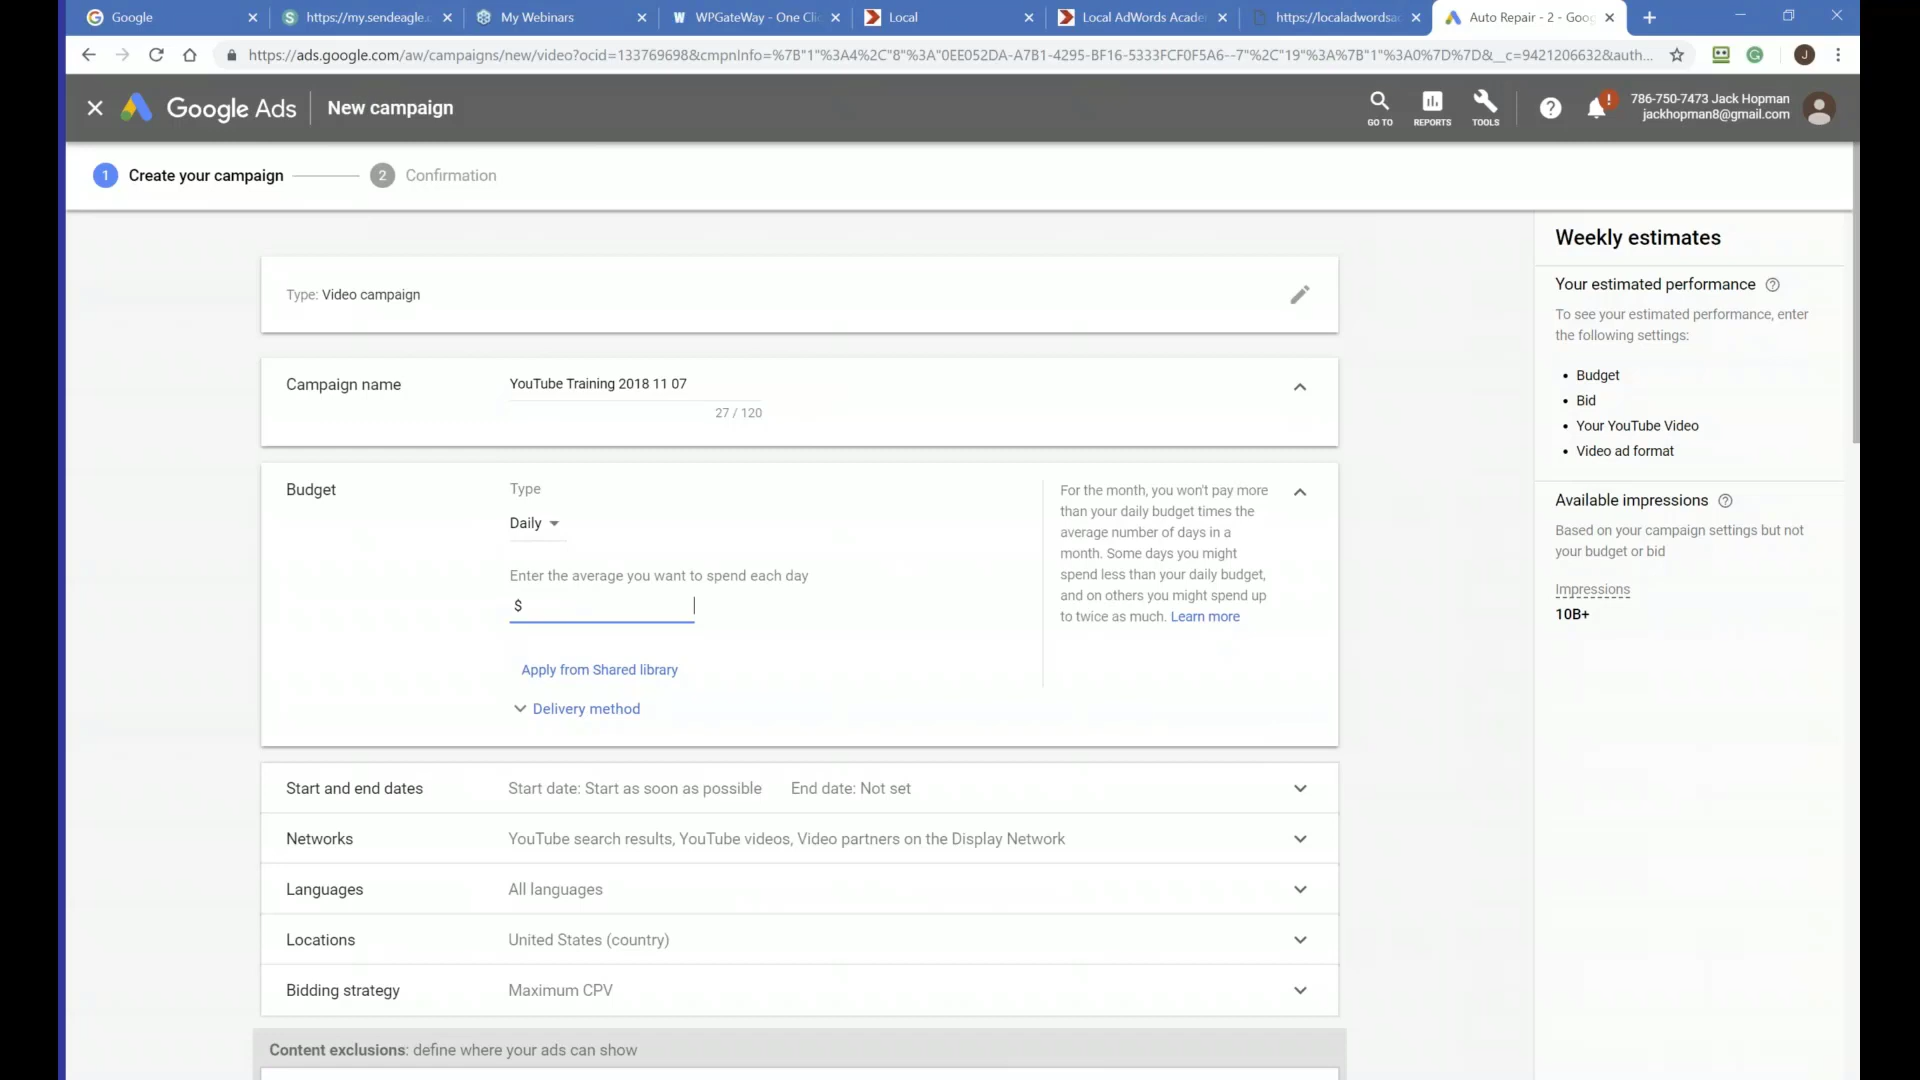 Google
https://my.sendeagle.c
My Webinars
WPGateWay - One Clic
Local
Local AdWords Acade
https://localadwordsac
Auto Repair - 2 - Goog
https://ads.google.com/aw/campaigns/new/video?ocid=133769698&cmpnInfo=%7B"1"%3A4%2C"8"%3A"0EE052DA-A7B1-4295-BF16-5333FCF0F5A6--7"%2C"19"%3A%7B"1"%3A0%7D%7D&__c=9421206632&auth...
J
Google Ads
New campaign
GO TO
REPORTS
TOOLS
?
!
786-750-7473 Jack Hopman
jackhopman8@gmail.com
1 Create your campaign
2 Confirmation
Type: Video campaign
Campaign name
YouTube Training 2018 11 07
27 / 120
Budget
Type
Daily
Enter the average you want to spend each day
$
Apply from Shared library
Delivery method
For the month, you won't pay more
than your daily budget times the
average number of days in a
month. Some days you might
spend less than your daily budget,
and on others you might spend up
to twice as much. Learn more
Start and end dates
Start date: Start as soon as possible End date: Not set
Networks
YouTube search results, YouTube videos, Video partners on the Display Network
Languages
All languages
Locations
United States (country)
Bidding strategy
Maximum CPV
Content exclusions: define where your ads can show
Weekly estimates
Your estimated performance ?
To see your estimated performance, enter
the following settings:
• Budget
• Bid
• Your YouTube Video
• Video ad format
Available impressions ?
Based on your campaign settings but not
your budget or bid
Impressions
10B+